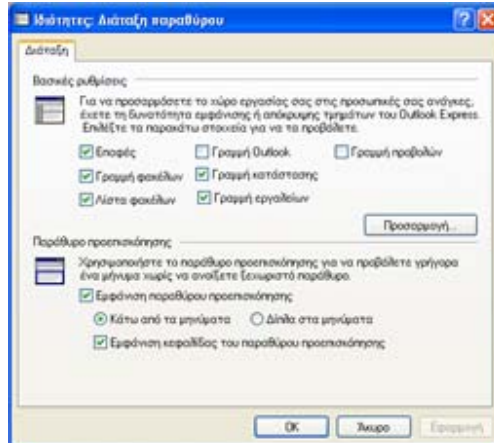 Ιδιότητες: Διάταξη παραθύρου
Διάταξη
Βασικές ρυθμίσεις
Για να προσαρμόσετε το χώρο εργασίας σας στις προσωπικές σας ανάγκες,
έχετε τη δυνατότητα εμφάνισης ή απόκρυψης τμημάτων του Outlook Express.
Επιλέξτε τα παρακάτω στοιχεία για να τα προβάλετε.
Επαφές Γραμμή Outlook Γραμμή προβολών
Γραμμή φακέλων Γραμμή κατάστασης
Λίστα φακέλων Γραμμή εργαλείων
Προσαρμογή...
Παράθυρο προεπισκόπησης
Χρησιμοποιήστε το παράθυρο προεπισκόπησης για να προβάλετε γρήγορα
ένα μήνυμα χωρίς να ανοίξετε ξεχωριστό παράθυρο.
Εμφάνιση παραθύρου προεπισκόπησης
Κάτω από τα μηνύματα Δίπλα στα μηνύματα
Εμφάνιση κεφαλίδας του παραθύρου προεπισκόπησης
OK Άκυρο Εφαρμογή